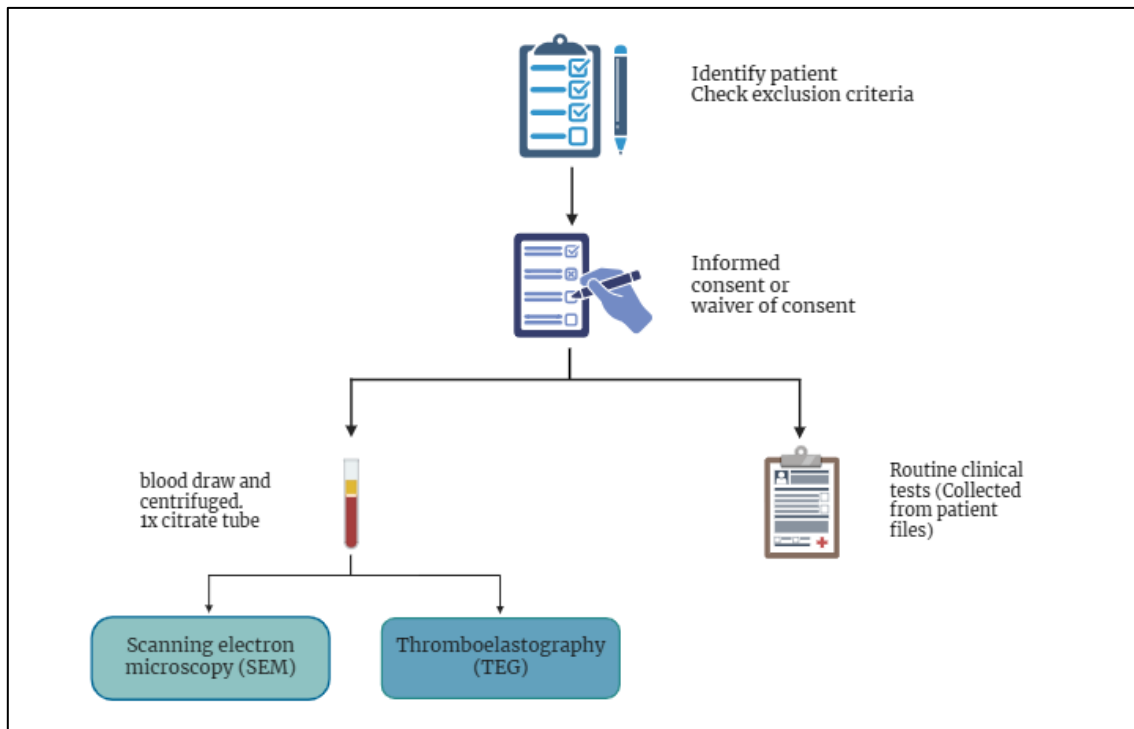 Identify patient
Check exclusion criteria
Informed
consent or
waiver of consent
blood draw and
centrifuged.
1x citrate tube
Routine clinical
tests (Collected
from patient
files)
Scanning electron
microscopy (SEM)
Thromboelastography
(TEG)